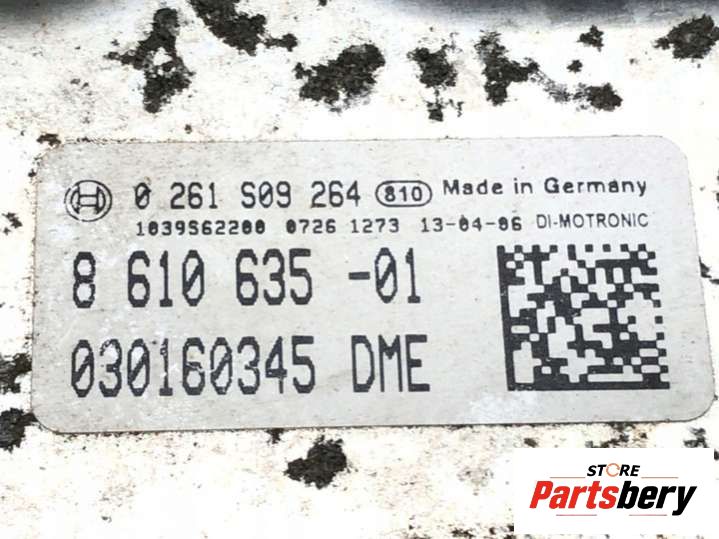 0 261 S09 264 810 Made in Germany
1039S62200 0726 1273 13-04-06 DI-MOTRONIC
8 610 635 -01
030160345 DME
STORE
Partsbery